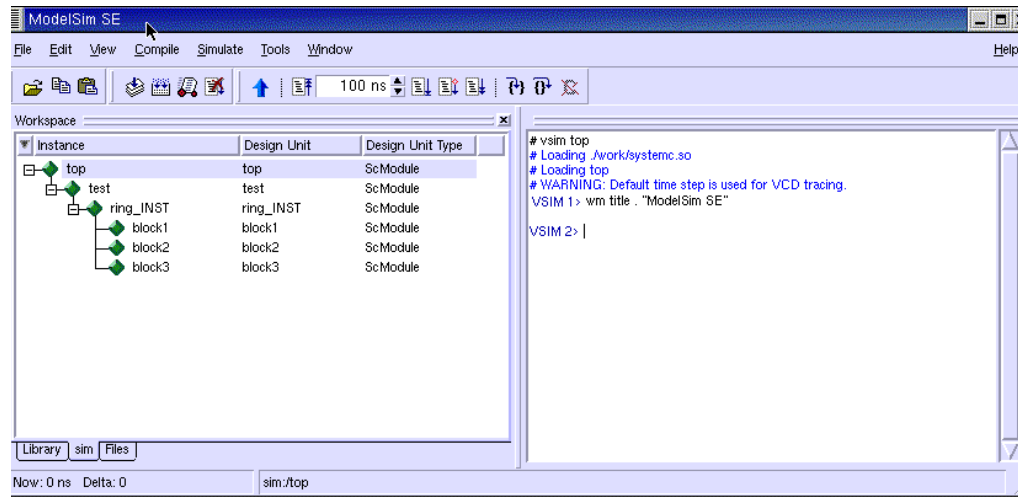 ModelSim SE
File Edit View Compile Simulate Tools Window Help
100 ns
Workspace
Instance Design Unit Design Unit Type
top top ScModule
test test ScModule
ring_INST ring_INST ScModule
block1 block1 ScModule
block2 block2 ScModule
block3 block3 ScModule
Library sim Files
# vsim top
# Loading ./work/systemc.so
# Loading top
# WARNING: Default time step is used for VCD tracing.
VSIM 1> wm title . "ModelSim SE"
VSIM 2>
Now: 0 ns Delta: 0 sim:/top